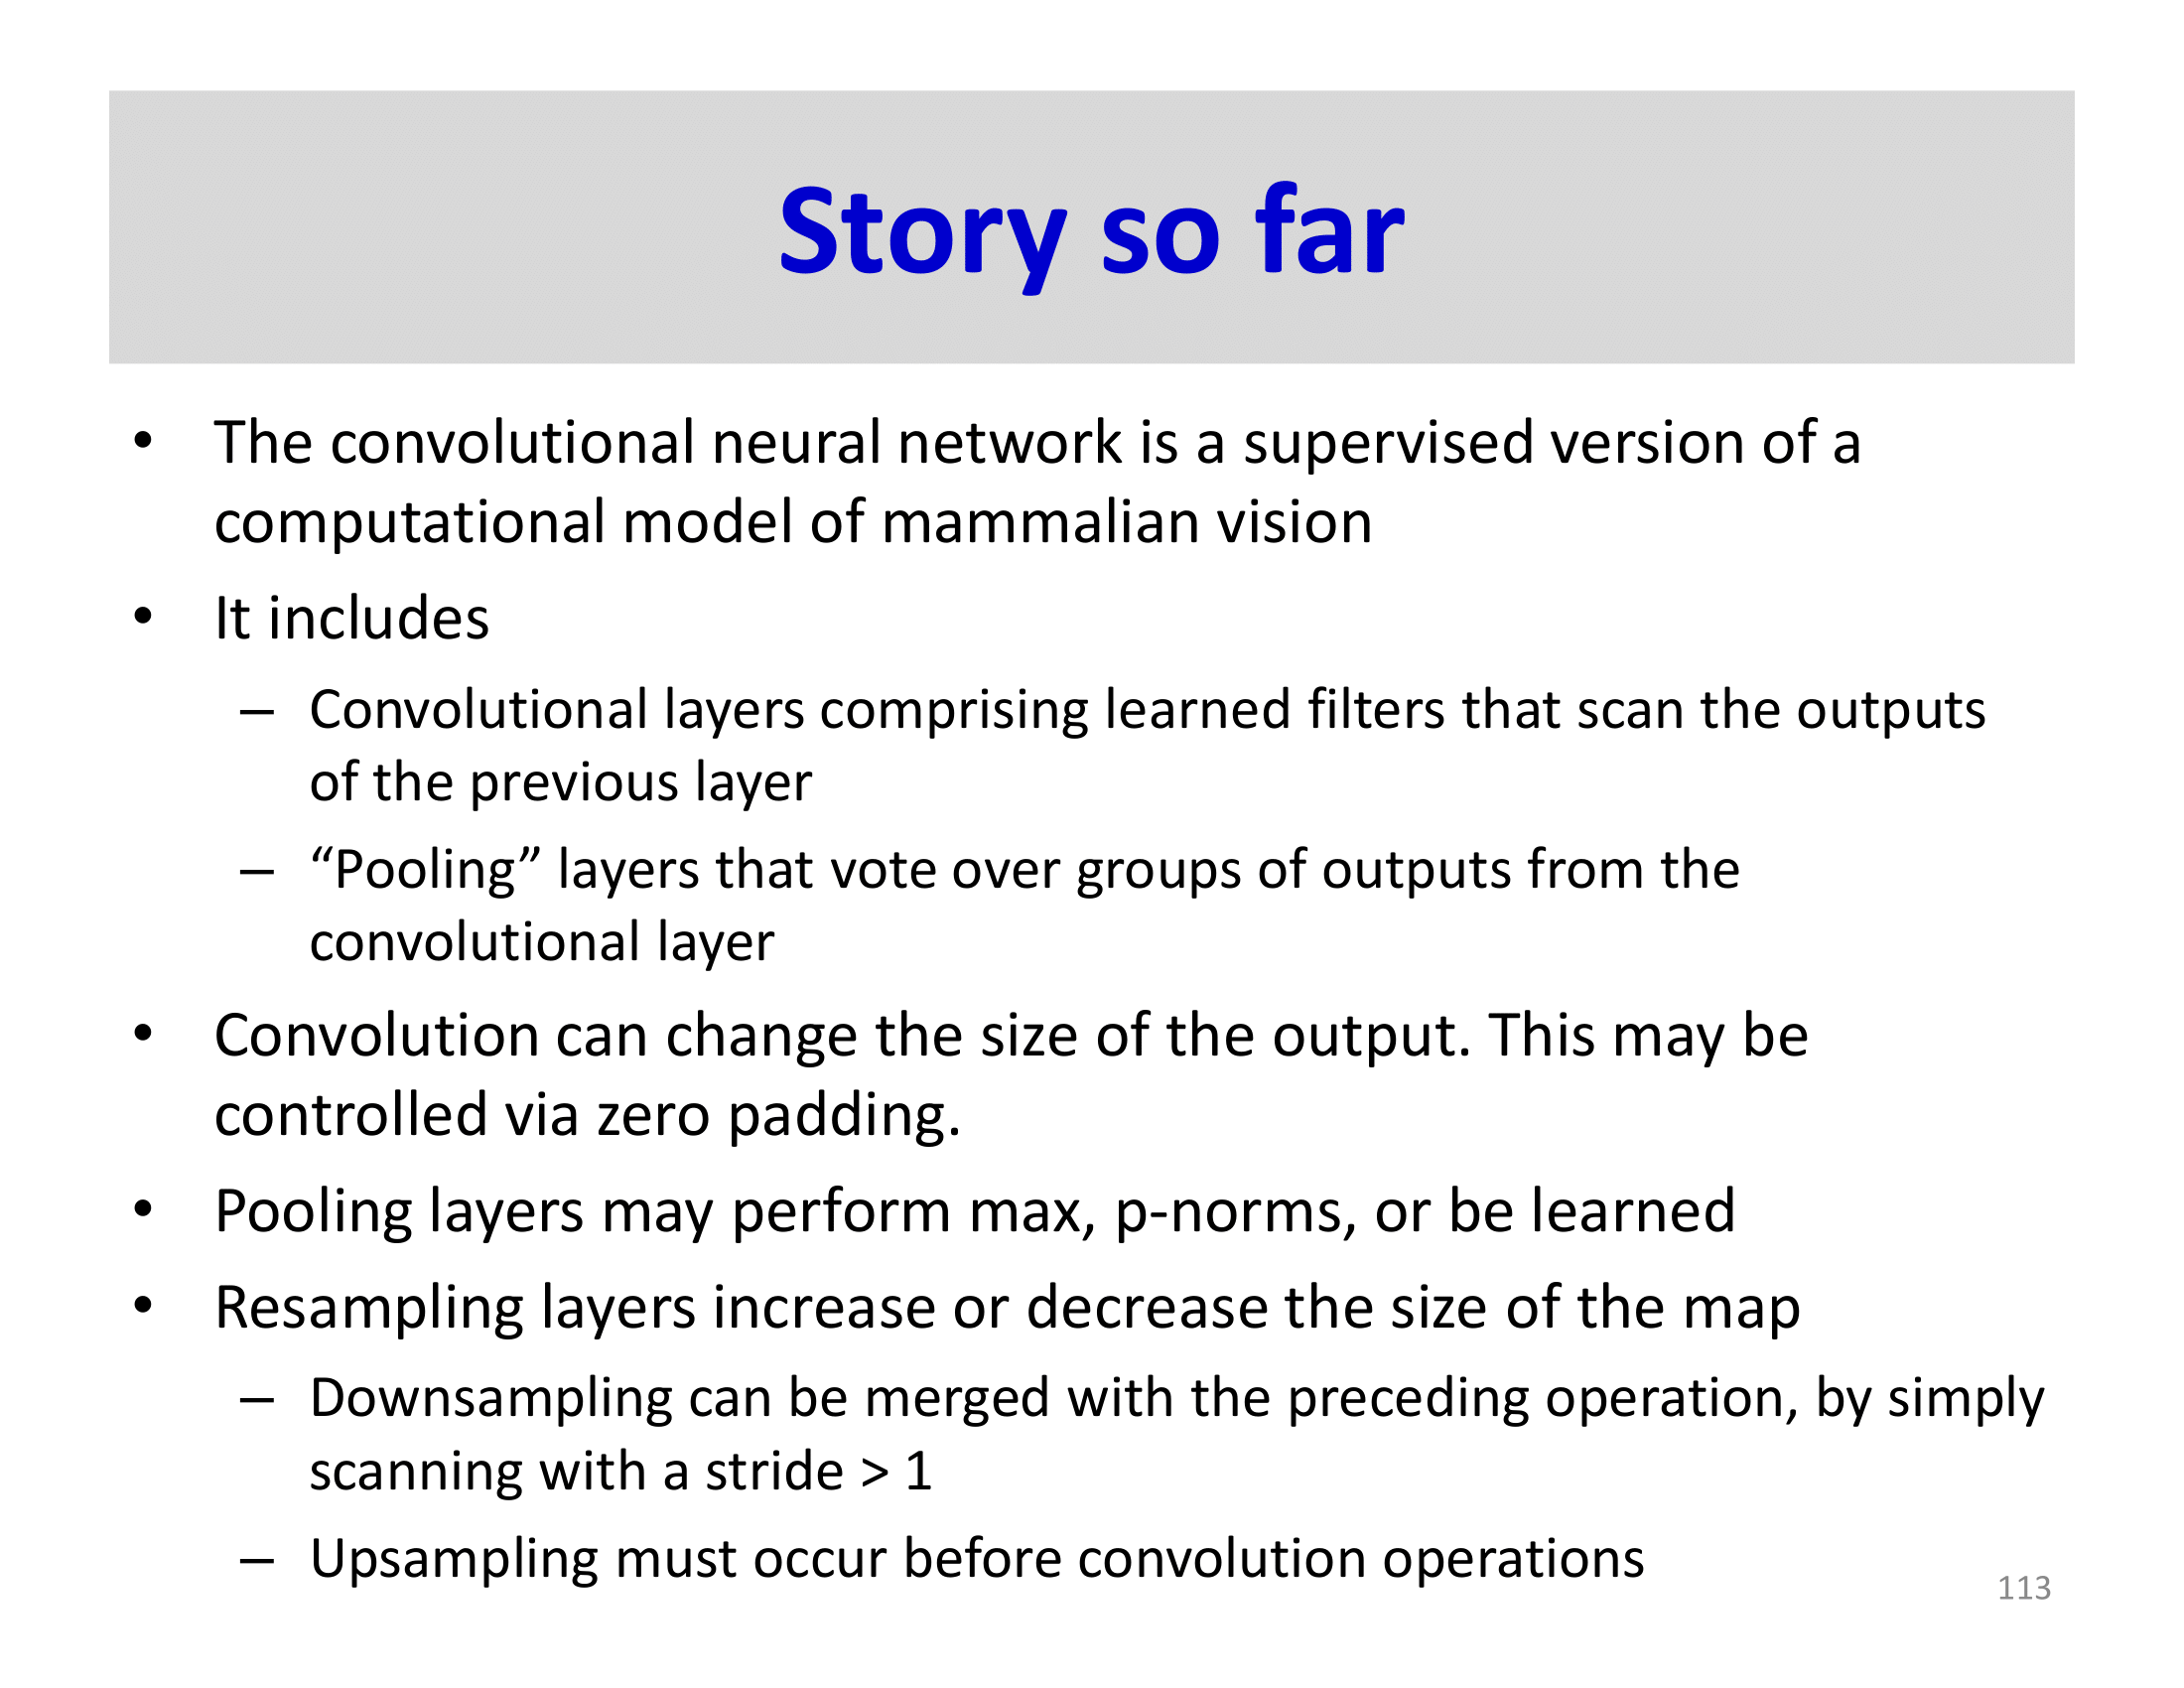 Story so far
• The convolutional neural network is a supervised version of a
computational model of mammalian vision
• It includes
– Convolutional layers comprising learned filters that scan the outputs
of the previous layer
– “Pooling” layers that vote over groups of outputs from the
convolutional layer
• Convolution can change the size of the output. This may be
controlled via zero padding.
• Pooling layers may perform max, p-norms, or be learned
• Resampling layers increase or decrease the size of the map
– Downsampling can be merged with the preceding operation, by simply
scanning with a stride > 1
– Upsampling must occur before convolution operations
113